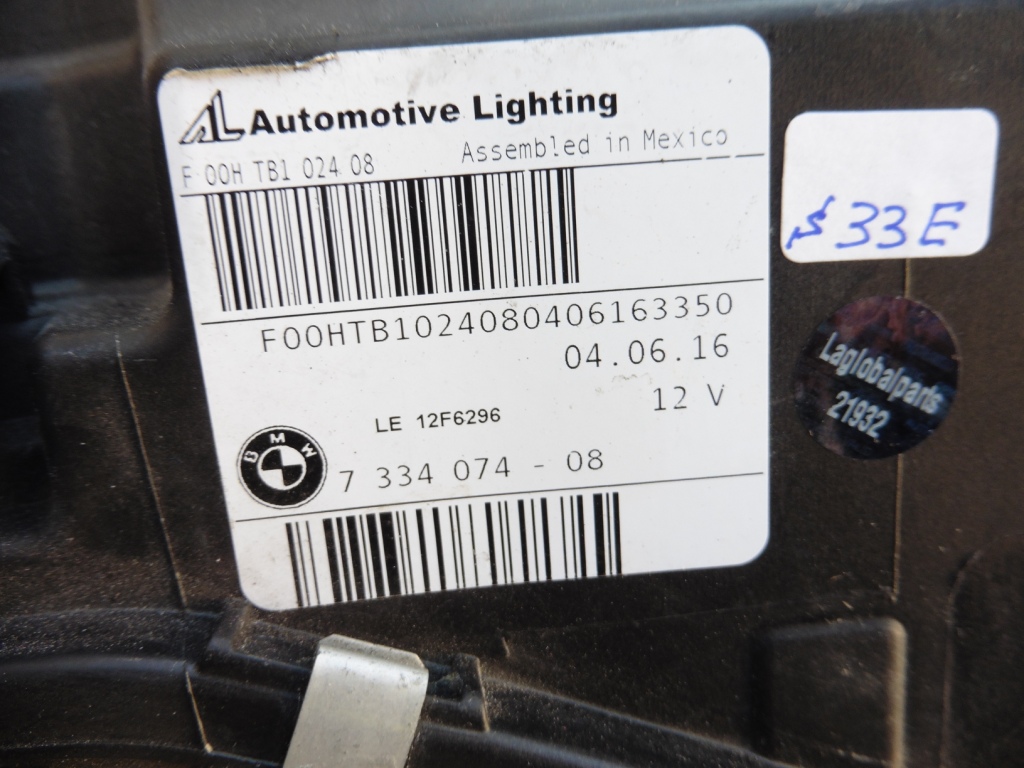 AL Automotive Lighting
F 00H TB1 024 08
Assembled in Mexico
F00HTB1024080406163350
04.06.16
12 V
LE 12F6296
BMW
7 334 074 - 08
$ 33E
Laglobalparts
21932